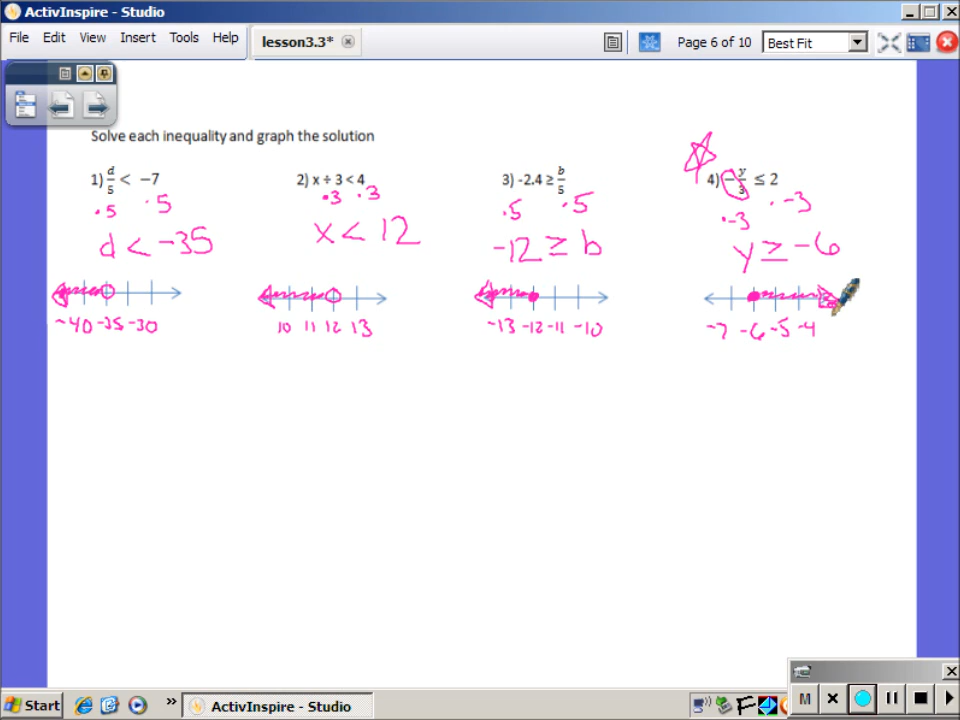 ActivInspire - Studio
File Edit View Insert Tools Help
lesson3.3*
Page 6 of 10
Best Fit
Solve each inequality and graph the solution
1) d/5 < −7
2) x ÷ 3 < 4
3) -2.4 ≥ b/5
4) −y/3 ≤ 2
·5 ·5
·3 ·3
·5 ·5
·-3 ·-3
d < -35
x < 12
-12 ≥ b
y ≥ -6
-40 -35 -30
10 11 12 13
-13 -12 -11 -10
-7 -6 -5 -4
M
Start
»
ActivInspire - Studio
F